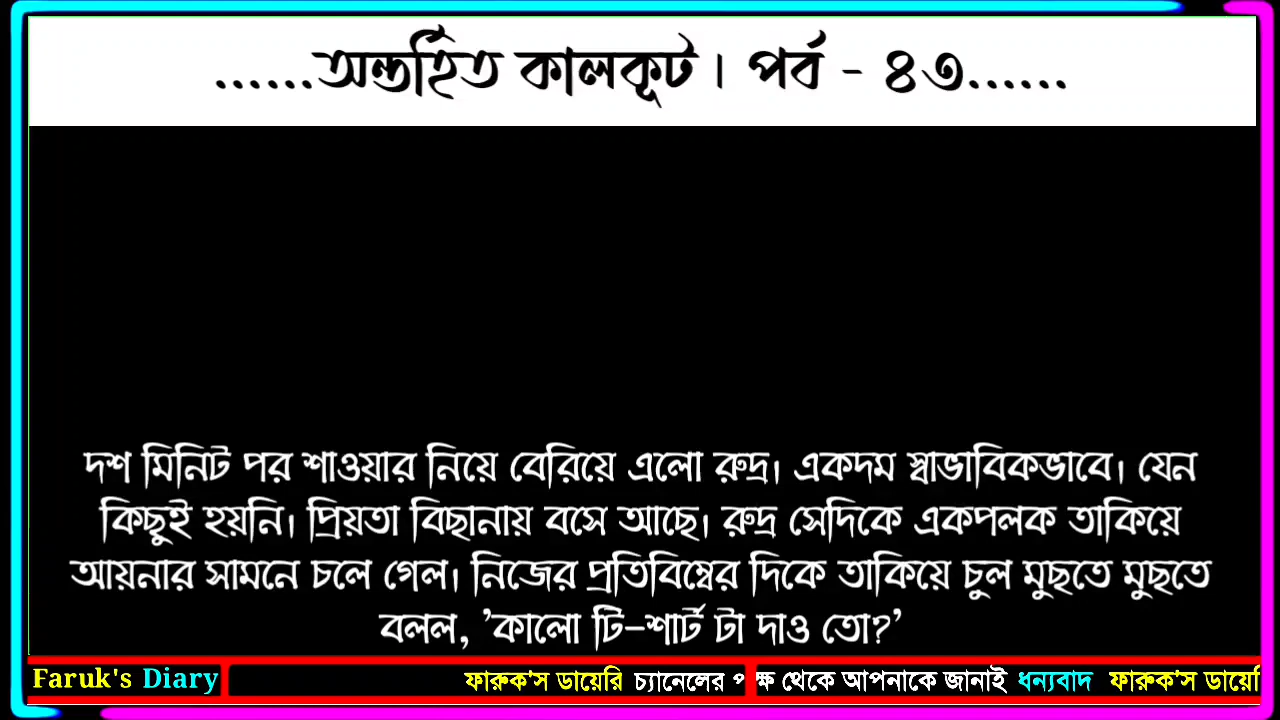 ......অন্তর্হিত কালকূট। পর্ব - ৪৩......
দশ মিনিট পর শাওয়ার নিয়ে বেরিয়ে এলো রুদ্র। একদম স্বাভাবিকভাবে। যেন
কিছুই হয়নি। প্রিয়তা বিছানায় বসে আছে। রুদ্র সেদিকে একপলক তাকিয়ে
আয়নার সামনে চলে গেল। নিজের প্রতিবিম্বের দিকে তাকিয়ে চুল মুছতে মুছতে
বলল, ’কালো টি-শার্ট টা দাও তো?’
Faruk's Diary ফারুক'স ডায়েরি চ্যানেলের প ক্ষ থেকে আপনাকে জানাই ধন্যবাদ ফারুক'স ডায়েরি